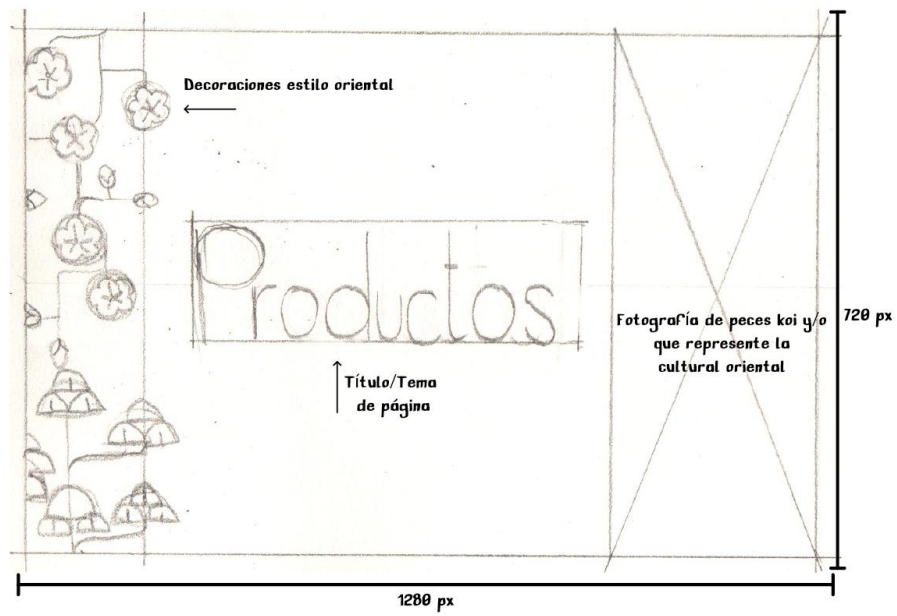 Decoraciones estilo oriental
Productos
Título/Tema
de página
Fotografía de peces koi y/o
que represente la
cultural oriental
720 px
1280 px